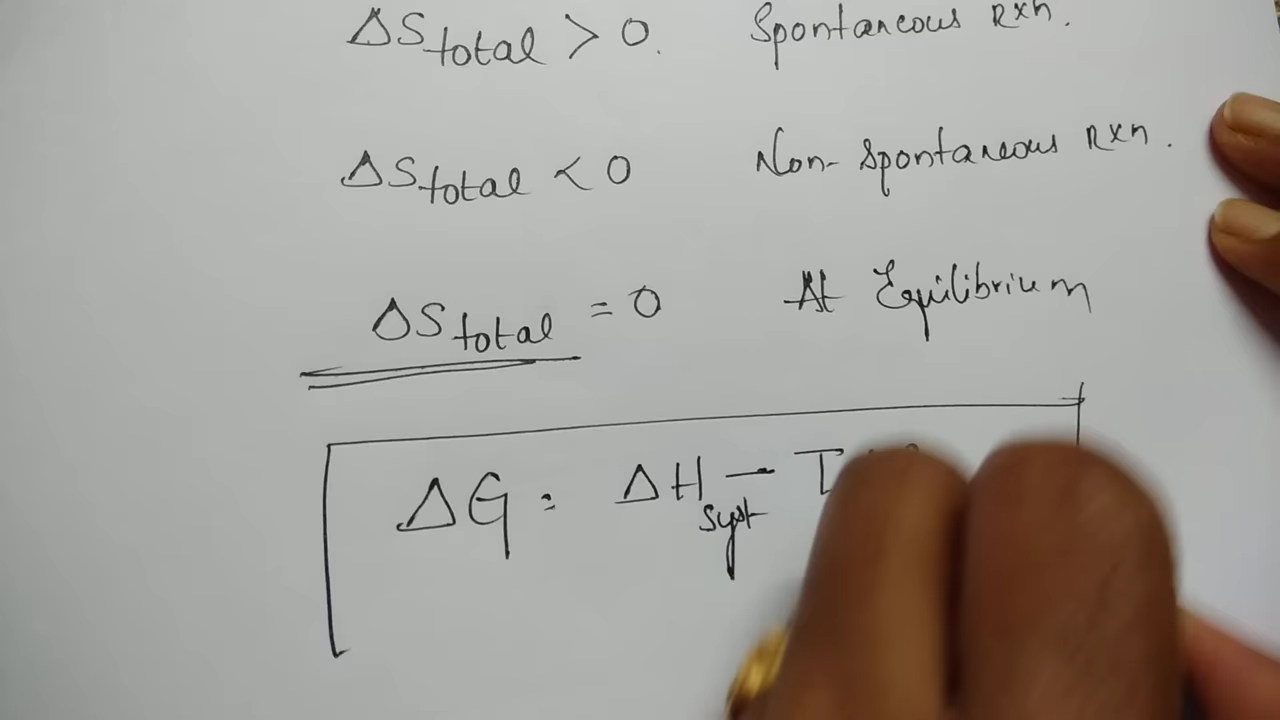 ΔS total > 0. Spontaneous Rxn.
ΔS total < 0 Non-Spontaneous Rxn.
ΔS total = 0 At Equilibrium
ΔG = ΔH syst — T